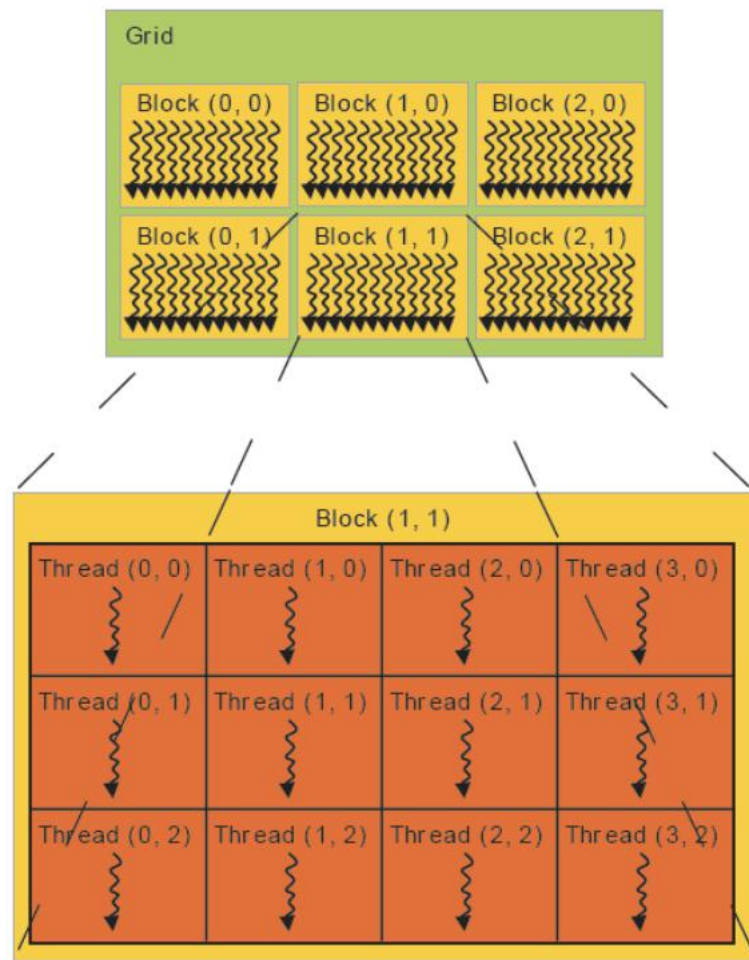 Grid
Block (0, 0) Block (1, 0) Block (2, 0)
Block (0, 1) Block (1, 1) Block (2, 1)
Block (1, 1)
Thread (0, 0) Thread (1, 0) Thread (2, 0) Thread (3, 0)
Thread (0, 1) Thread (1, 1) Thread (2, 1) Thread (3, 1)
Thread (0, 2) Thread (1, 2) Thread (2, 2) Thread (3, 2)